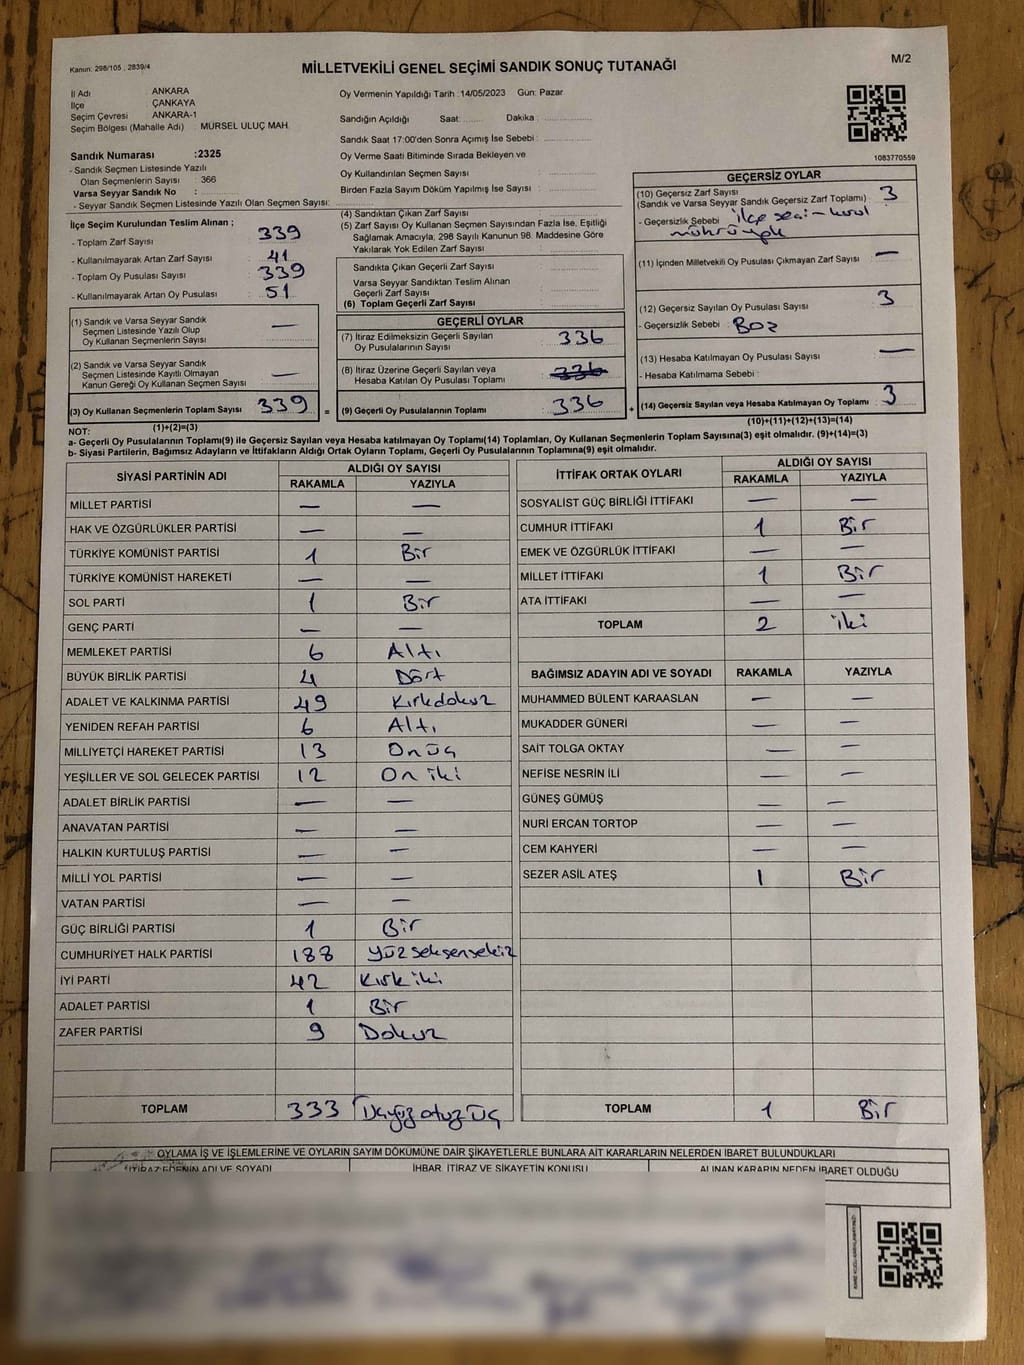 Kanun: 298/105 , 2839/4
MİLLETVEKİLİ GENEL SEÇİMİ SANDIK SONUÇ TUTANAĞI
M/2
İl Adı : ANKARA
İlçe : ÇANKAYA
Seçim Çevresi : ANKARA-1
Seçim Bölgesi (Mahalle Adı) : MÜRSEL ULUÇ MAH.
Sandık Numarası :2325
- Sandık Seçmen Listesinde Yazılı
Olan Seçmenlerin Sayısı : 366
Varsa Seyyar Sandık No :
- Seyyar Sandık Seçmen Listesinde Yazılı Olan Seçmen Sayısı:
Oy Vermenin Yapıldığı Tarih :14/05/2023 Gün: Pazar
Sandığın Açıldığı Saat: Dakika :
Sandık Saat 17:00'den Sonra Açımış İse Sebebi :
Oy Verme Saati Bitiminde Sırada Bekleyen ve
Oy Kullandırılan Seçmen Sayısı :
Birden Fazla Sayım Döküm Yapılmış İse Sayısı :
1083770559
İlçe Seçim Kurulundan Teslim Alınan ;
- Toplam Zarf Sayısı : 339
- Kullanılmayarak Artan Zarf Sayısı : 41
- Toplam Oy Pusulası Sayısı : 339
- Kullanılmayarak Artan Oy Pusulası : 51
(1) Sandık ve Varsa Seyyar Sandık
Seçmen Listesinde Yazılı Olup
Oy Kullanan Seçmenlerin Sayısı : —
(2) Sandık ve Varsa Seyyar Sandık
Seçmen Listesinde Kayıtlı Olmayan
Kanun Gereği Oy Kullanan Seçmen Sayısı : —
(3) Oy Kullanan Seçmenlerin Toplam Sayısı : 339 =
(1)+(2)=(3)
(4) Sandıktan Çıkan Zarf Sayısı :
(5) Zarf Sayısı Oy Kullanan Seçmen Sayısından Fazla İse, Eşitliği
Sağlamak Amacıyla, 298 Sayılı Kanunun 98. Maddesine Göre
Yakılarak Yok Edilen Zarf Sayısı :
Sandıkta Çıkan Geçerli Zarf Sayısı :
Varsa Seyyar Sandıktan Teslim Alınan
Geçerli Zarf Sayısı :
(6) Toplam Geçerli Zarf Sayısı :
GEÇERLİ OYLAR
(7) İtiraz Edilmeksizin Geçerli Sayılan
Oy Pusulalarının Sayısı : 336
(8) İtiraz Üzerine Geçerli Sayılan veya
Hesaba Katılan Oy Pusulası Toplamı : 336
(9) Geçerli Oy Pusulalarının Toplamı : 336 +
GEÇERSİZ OYLAR
(10) Geçersiz Zarf Sayısı
(Sandık ve Varsa Seyyar Sandık Geçersiz Zarf Toplamı) : 3
- Geçersizlik Sebebi : ilçe seçim kurul
mührü yok
(11) İçinden Milletvekili Oy Pusulası Çıkmayan Zarf Sayısı : —
(12) Geçersiz Sayılan Oy Pusulası Sayısı : 3
- Geçersizlik Sebebi : Boz
(13) Hesaba Katılmayan Oy Pusulası Sayısı : —
- Hesaba Katılmama Sebebi :
(14) Geçersiz Sayılan veya Hesaba Katılmayan Oy Toplamı : 3
(10)+(11)+(12)+(13)=(14)
NOT:
a- Geçerli Oy Pusulalarının Toplamı(9) ile Geçersiz Sayılan veya Hesaba katılmayan Oy Toplamı(14) Toplamları, Oy Kullanan Seçmenlerin Toplam Sayısına(3) eşit olmalıdır. (9)+(14)=(3)
b- Siyasi Partilerin, Bağımsız Adayların ve İttifakların Aldığı Ortak Oyların Toplamı, Geçerli Oy Pusulalarının Toplamına(9) eşit olmalıdır.
SİYASİ PARTİNİN ADI ALDIĞI OY SAYISI
RAKAMLA YAZIYLA
MİLLET PARTİSİ — —
HAK VE ÖZGÜRLÜKLER PARTİSİ — —
TÜRKİYE KOMÜNİST PARTİSİ 1 Bir
TÜRKİYE KOMÜNİST HAREKETİ — —
SOL PARTİ 1 Bir
GENÇ PARTİ — —
MEMLEKET PARTİSİ 6 Altı
BÜYÜK BİRLİK PARTİSİ 4 Dört
ADALET VE KALKINMA PARTİSİ 49 Kırkdokuz
YENİDEN REFAH PARTİSİ 6 Altı
MİLLİYETÇİ HAREKET PARTİSİ 13 Onüç
YEŞİLLER VE SOL GELECEK PARTİSİ 12 On iki
ADALET BİRLİK PARTİSİ — —
ANAVATAN PARTİSİ — —
HALKIN KURTULUŞ PARTİSİ — —
MİLLİ YOL PARTİSİ — —
VATAN PARTİSİ — —
GÜÇ BİRLİĞİ PARTİSİ 1 Bir
CUMHURİYET HALK PARTİSİ 188 Yüzseksensekiz
İYİ PARTİ 42 Kırkiki
ADALET PARTİSİ 1 Bir
ZAFER PARTİSİ 9 Dokuz
TOPLAM 333 Üçyüzotuzüç
İTTİFAK ORTAK OYLARI ALDIĞI OY SAYISI
RAKAMLA YAZIYLA
SOSYALİST GÜÇ BİRLİĞİ İTTİFAKI — —
CUMHUR İTTİFAKI 1 Bir
EMEK VE ÖZGÜRLÜK İTTİFAKI — —
MİLLET İTTİFAKI 1 Bir
ATA İTTİFAKI — —
TOPLAM 2 iki
BAĞIMSIZ ADAYIN ADI VE SOYADI RAKAMLA YAZIYLA
MUHAMMED BÜLENT KARAASLAN — —
MUKADDER GÜNERİ — —
SAİT TOLGA OKTAY — —
NEFİSE NESRİN İLİ — —
GÜNEŞ GÜMÜŞ — —
NURİ ERCAN TORTOP — —
CEM KAHYERİ — —
SEZER ASİL ATEŞ 1 Bir
TOPLAM 1 Bir
OYLAMA İŞ VE İŞLEMLERİNE VE OYLARIN SAYIM DÖKÜMÜNE DAİR ŞİKAYETLERLE BUNLARA AİT KARARLARIN NELERDEN İBARET BULUNDUKLARI
İTİRAZ EDENİN ADI VE SOYADI İHBAR, İTİRAZ VE ŞİKAYETİN KONUSU ALINAN KARARIN NEDEN İBARET OLDUĞU